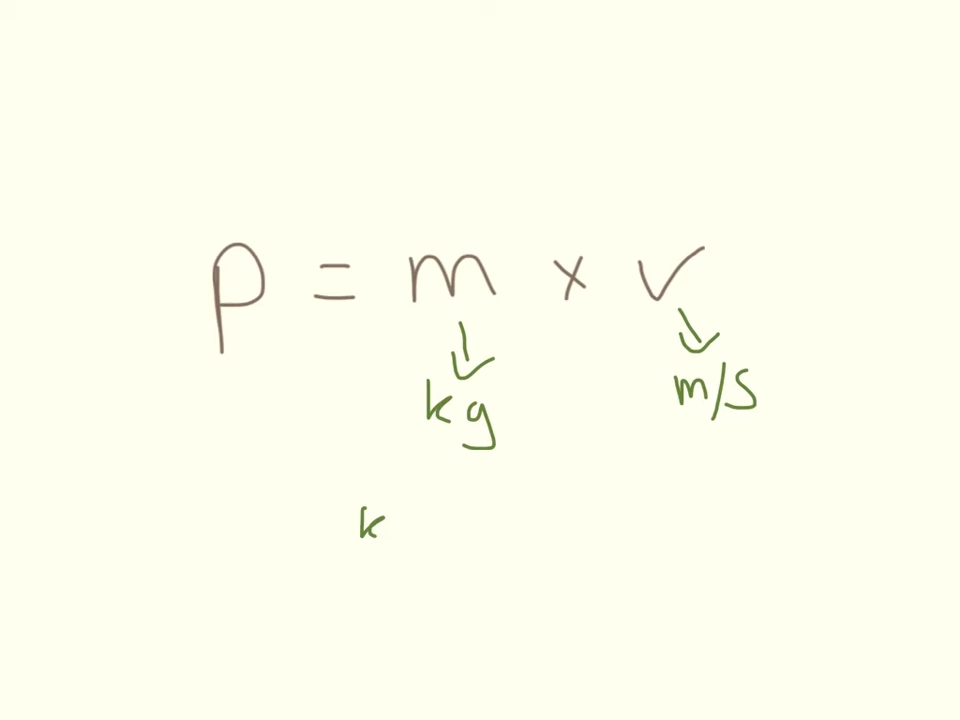 p = m × v
kg m/s
k